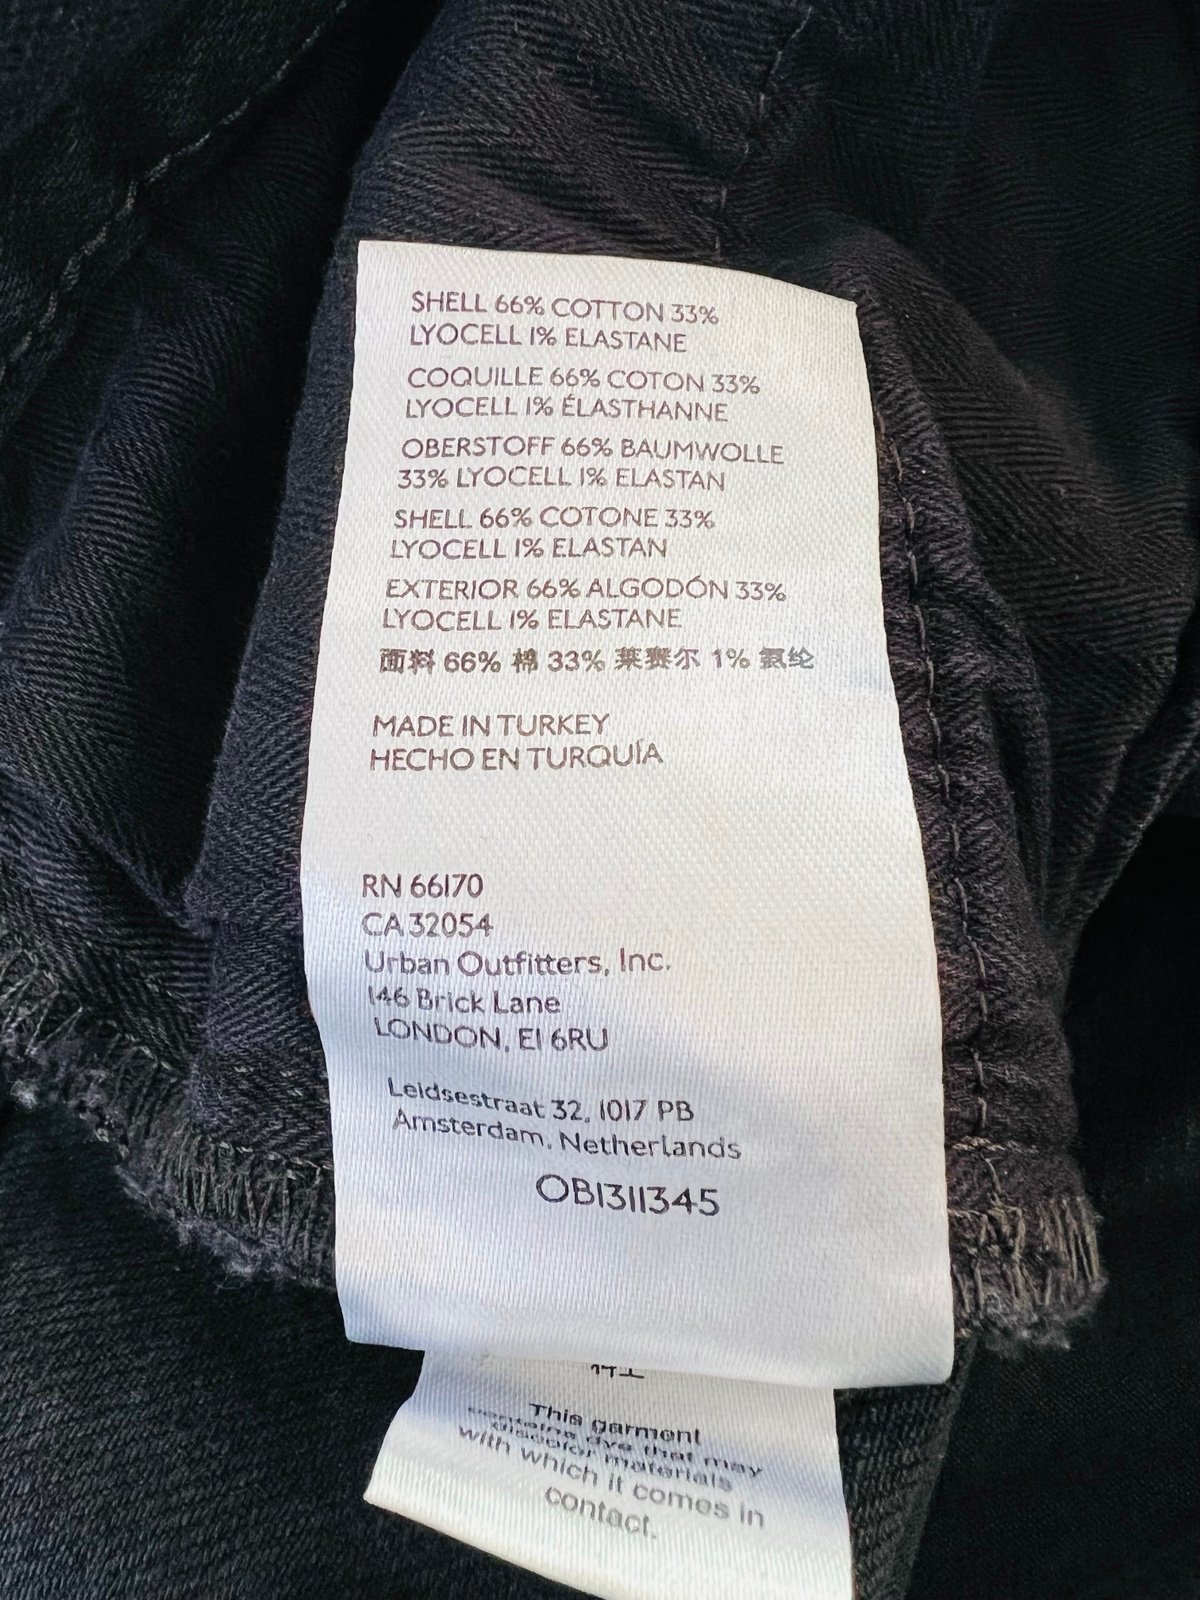 SHELL 66% COTTON 33%
LYOCELL 1% ELASTANE
COQUILLE 66% COTON 33%
LYOCELL 1% ÉLASTHANNE
OBERSTOFF 66% BAUMWOLLE
33% LYOCELL 1% ELASTAN
SHELL 66% COTONE 33%
LYOCELL 1% ELASTAN
EXTERIOR 66% ALGODÓN 33%
LYOCELL 1% ELASTANE
面料 66% 棉 33% 莱赛尔 1% 氨纶
MADE IN TURKEY
HECHO EN TURQUÍA
RN 66170
CA 32054
Urban Outfitters, Inc.
146 Brick Lane
LONDON, E1 6RU
Leidsestraat 32, 1017 PB
Amsterdam, Netherlands
OB1311345
This garment
contains dye that may
discolor materials
with which it comes in
contact.